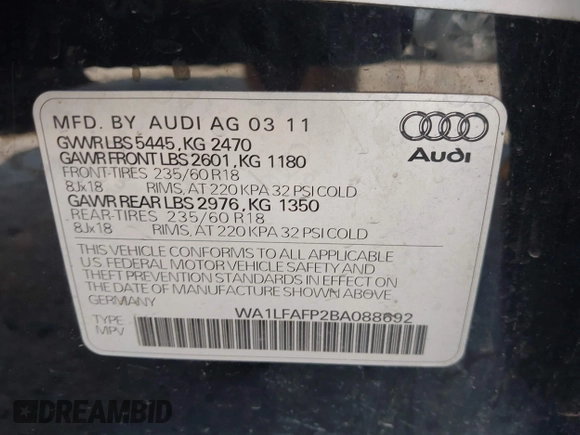 MFD. BY AUDI AG 03 11
GVWR LBS 5445, KG 2470
GAWR FRONT LBS 2601, KG 1180
FRONT-TIRES 235/60 R18
8Jx18 RIMS, AT 220 KPA 32 PSI COLD
GAWR REAR LBS 2976, KG 1350
REAR-TIRES 235/60 R18
8Jx18 RIMS, AT 220 KPA 32 PSI COLD
THIS VEHICLE CONFORMS TO ALL APPLICABLE
U.S. FEDERAL MOTOR VEHICLE SAFETY AND
THEFT PREVENTION STANDARDS IN EFFECT ON
THE DATE OF MANUFACTURE SHOWN ABOVE.
GERMANY
WA1LFAFP2BA088692
TYPE
MPV
Audi
DREAMBID